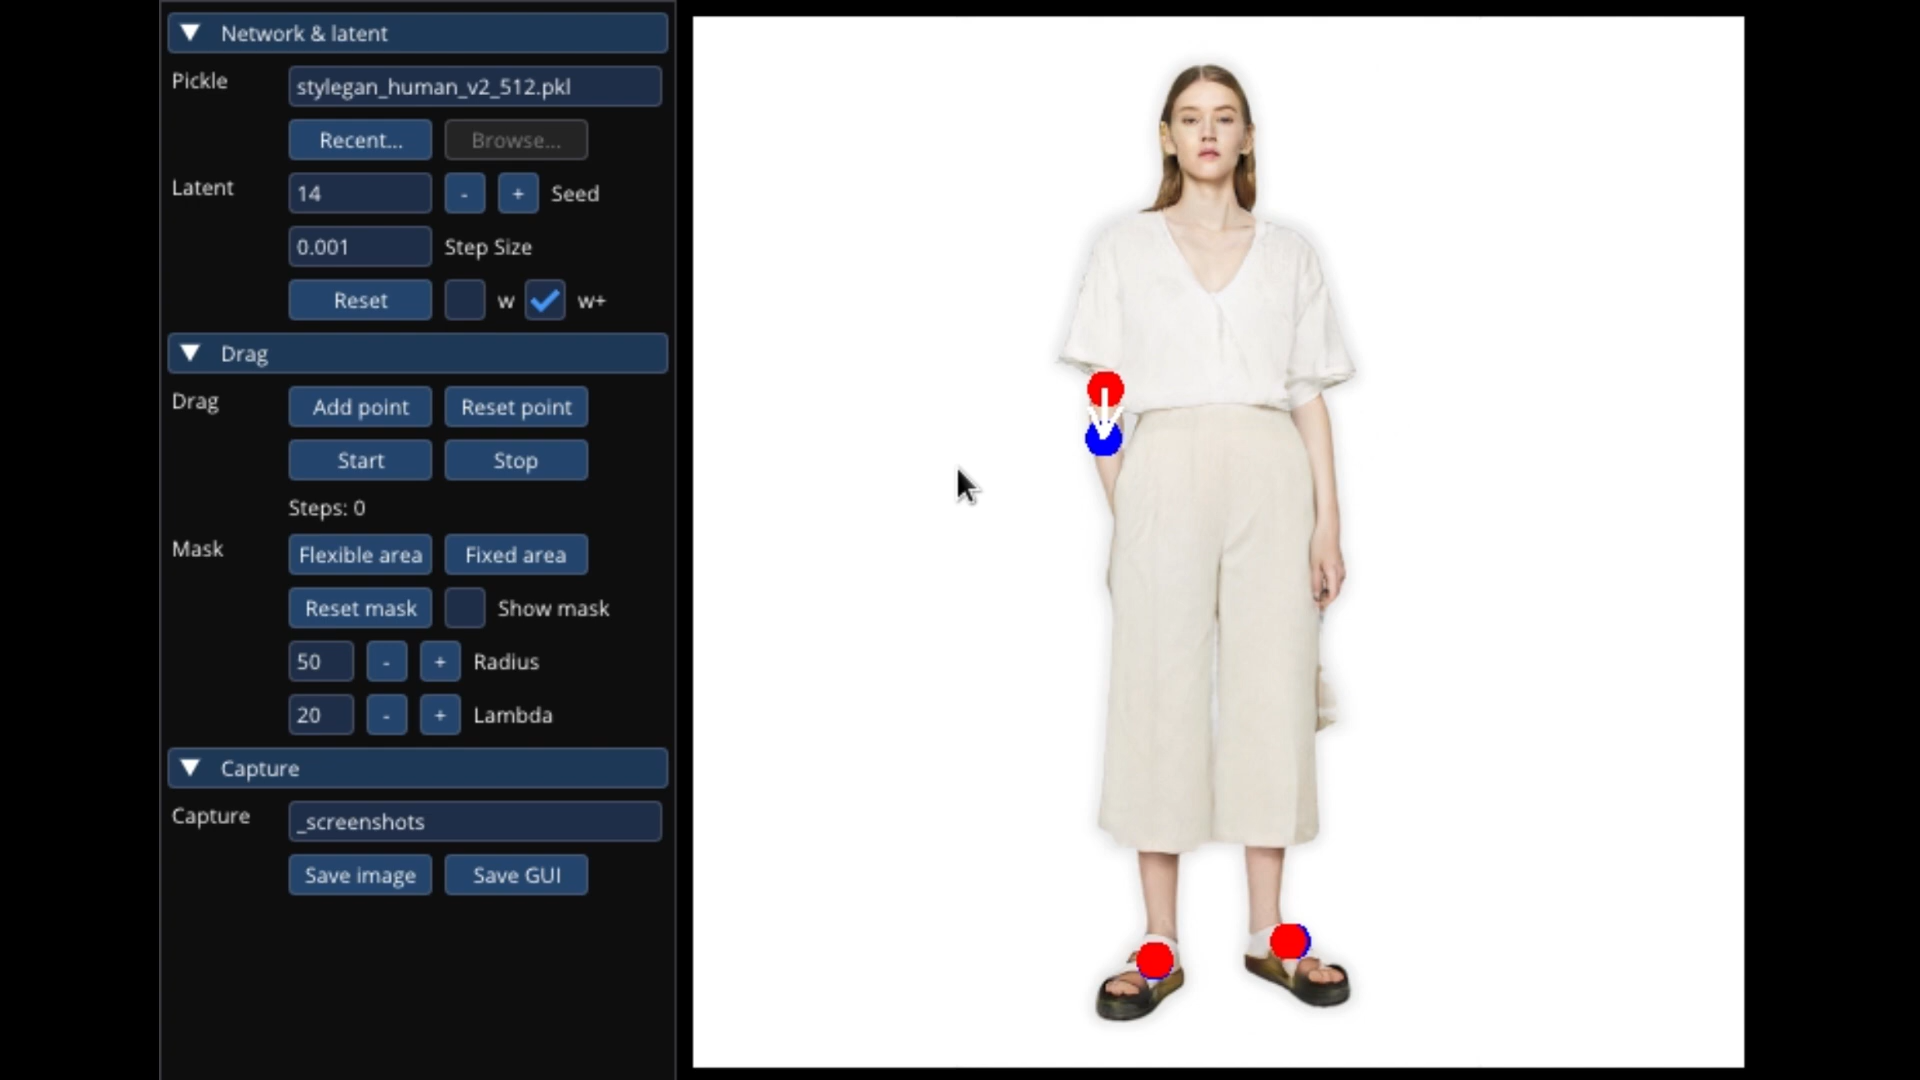 Network & latent
Pickle stylegan_human_v2_512.pkl
Recent... Browse...
Latent 14 - + Seed
0.001 Step Size
Reset w w+
Drag
Drag Add point Reset point
Start Stop
Steps: 0
Mask Flexible area Fixed area
Reset mask Show mask
50 - + Radius
20 - + Lambda
Capture
Capture _screenshots
Save image Save GUI